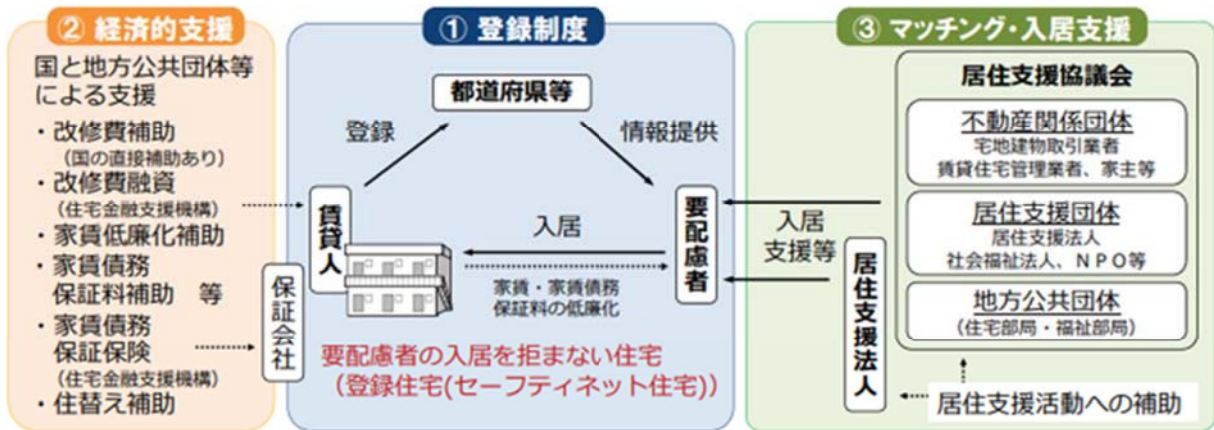 ② 経済的支援
国と地方公共団体等
による支援
・改修費補助
（国の直接補助あり）
・改修費融資
（住宅金融支援機構）
・家賃低廉化補助
・家賃債務
保証料補助　等
・家賃債務
保証保険
（住宅金融支援機構）
・住替え補助
保証会社
① 登録制度
都道府県等
登録
情報提供
賃貸人
要配慮者
入居
家賃・家賃債務
保証料の低廉化
要配慮者の入居を拒まない住宅
（登録住宅(セーフティネット住宅)）
③ マッチング・入居支援
居住支援協議会
不動産関係団体
宅地建物取引業者
賃貸住宅管理業者、家主等
居住支援団体
居住支援法人
社会福祉法人、ＮＰＯ等
地方公共団体
（住宅部局・福祉部局）
入居
支援等
居住支援法人
居住支援活動への補助